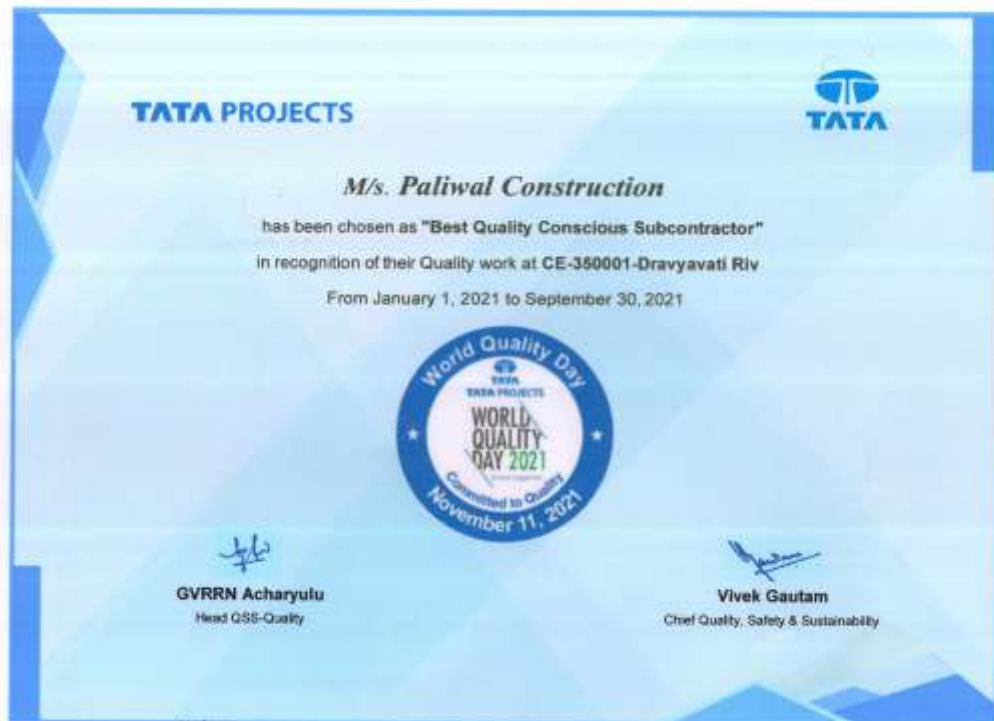 TATA PROJECTS
TATA
M/s. Paliwal Construction
has been chosen as "Best Quality Conscious Subcontractor"
in recognition of their Quality work at CE-350001-Dravyavati Riv
From January 1, 2021 to September 30, 2021
World Quality Day
TATA
TATA PROJECTS
WORLD
QUALITY
DAY 2021
Committed to Quality
November 11, 2021
GVRRN Acharyulu
Head QSS-Quality
Vivek Gautam
Chief Quality, Safety & Sustainability